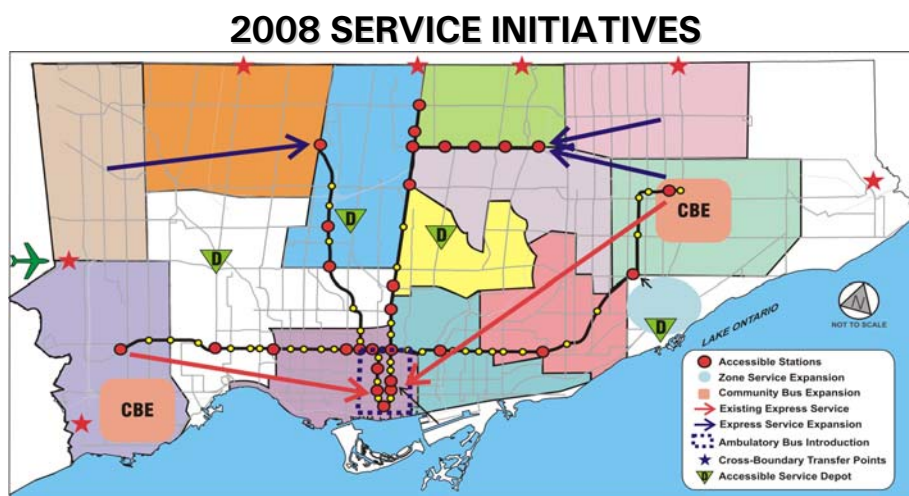 2008 SERVICE INITIATIVES
D
D
D
D
CBE
CBE
LAKE ONTARIO
N
NOT TO SCALE
Accessible Stations
Zone Service Expansion
Community Bus Expansion
Existing Express Service
Express Service Expansion
Ambulatory Bus Introduction
Cross-Boundary Transfer Points
D Accessible Service Depot